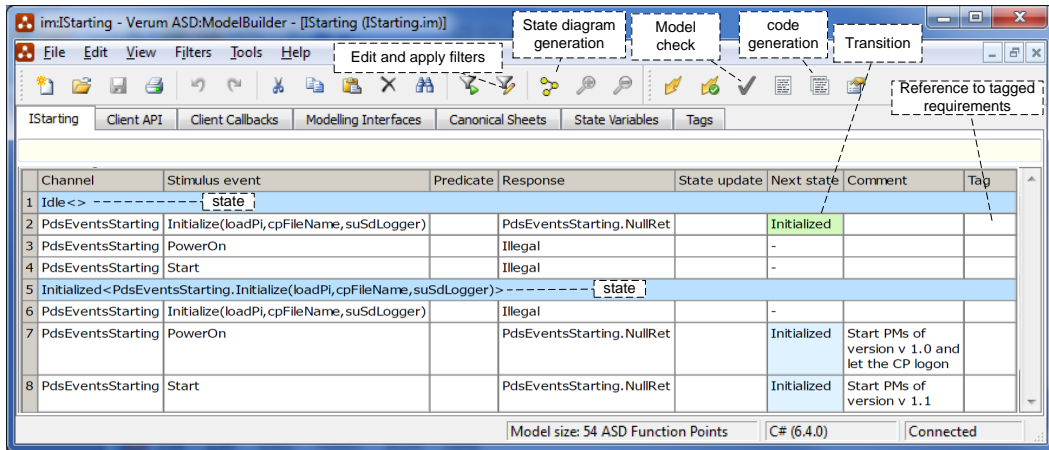 im:IStarting - Verum ASD:ModelBuilder - [IStarting (IStarting.im)]
State diagram generation
Model check
code generation
Transition
File Edit View Filters Tools Help
Edit and apply filters
Reference to tagged requirements
IStarting Client API Client Callbacks Modelling Interfaces Canonical Sheets State Variables Tags
Channel Stimulus event Predicate Response State update Next state Comment Tag
1 Idle<> state
2 PdsEventsStarting Initialize(loadPi,cpFileName,suSdLogger) PdsEventsStarting.NullRet Initialized
3 PdsEventsStarting PowerOn Illegal -
4 PdsEventsStarting Start Illegal -
5 Initialized<PdsEventsStarting.Initialize(loadPi,cpFileName,suSdLogger)> state
6 PdsEventsStarting Initialize(loadPi,cpFileName,suSdLogger) Illegal -
7 PdsEventsStarting PowerOn PdsEventsStarting.NullRet Initialized Start PMs of
version v 1.0 and
let the CP logon
8 PdsEventsStarting Start PdsEventsStarting.NullRet Initialized Start PMs of
version v 1.1
Model size: 54 ASD Function Points C# (6.4.0) Connected